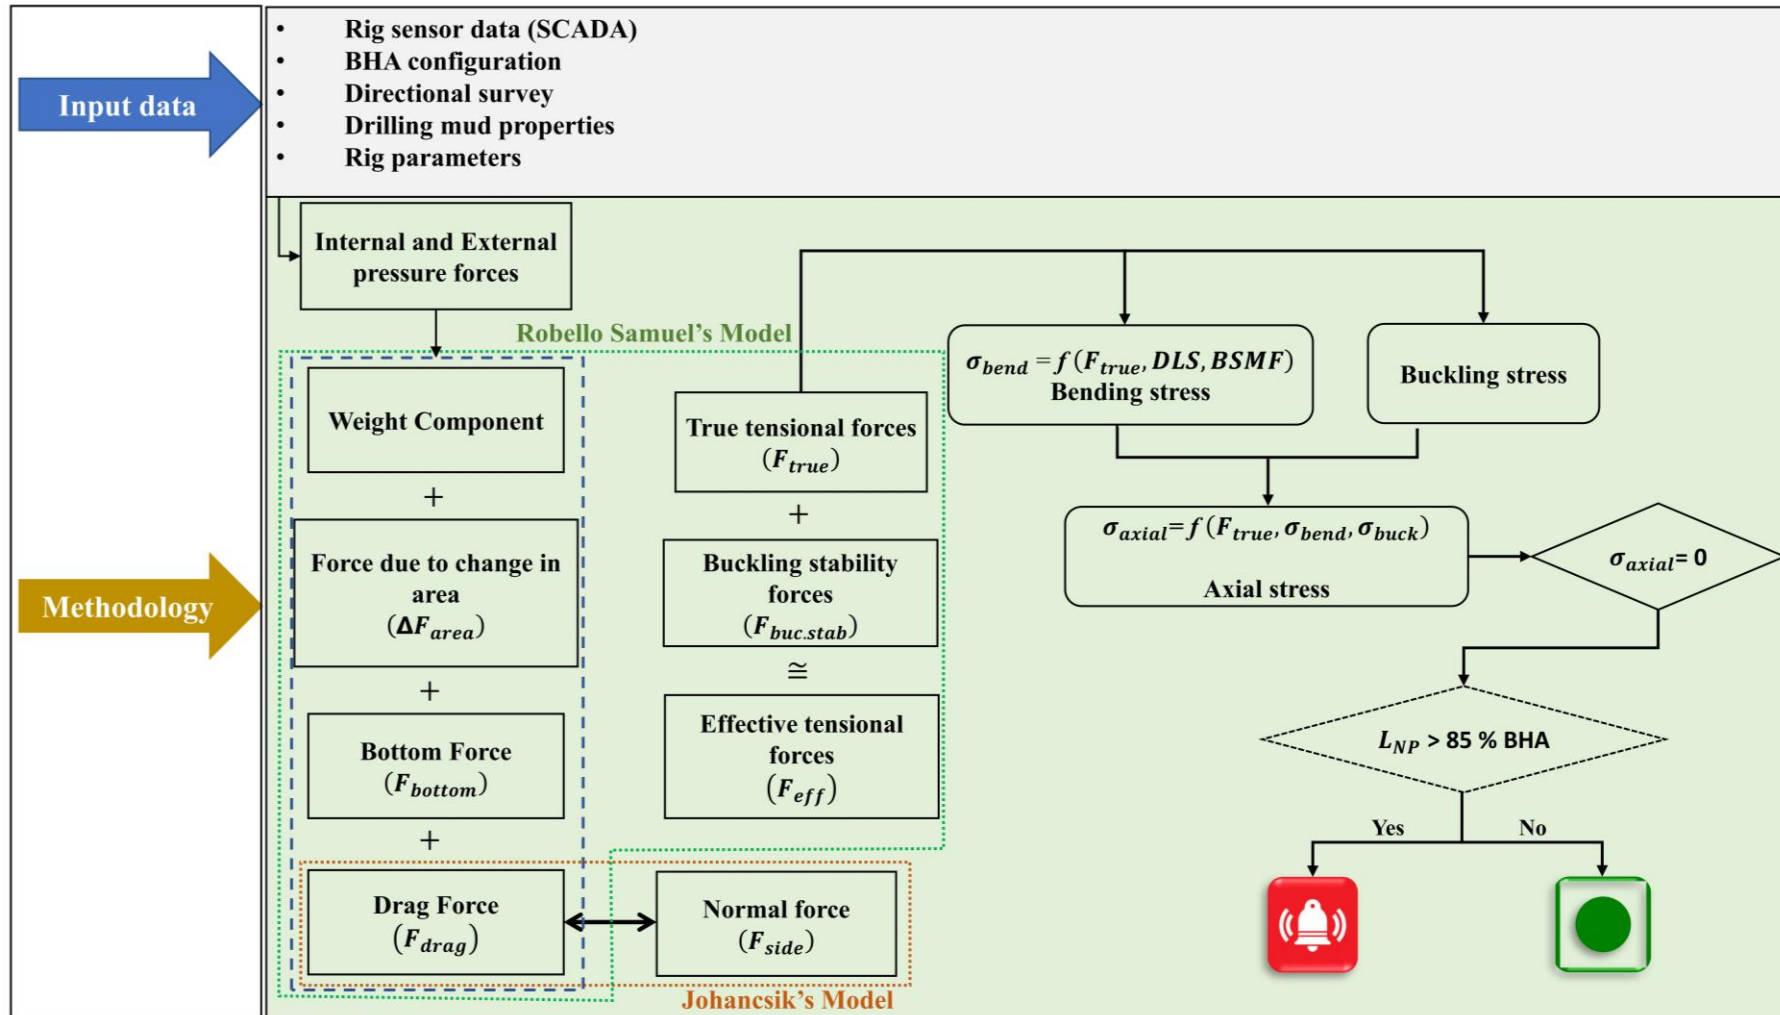 Input data
• Rig sensor data (SCADA)
• BHA configuration
• Directional survey
• Drilling mud properties
• Rig parameters
Methodology
Internal and External
pressure forces
Robello Samuel's Model
Weight Component
+
Force due to change in
area
(ΔF_area)
+
Bottom Force
(F_bottom)
+
Drag Force
(F_drag)
True tensional forces
(F_true)
+
Buckling stability
forces
(F_buc.stab)
≅
Effective tensional
forces
(F_eff)
Normal force
(F_side)
Johancsik's Model
σ_bend = f(F_true, DLS, BSMF)
Bending stress
Buckling stress
σ_axial= f(F_true, σ_bend, σ_buck)
Axial stress
σ_axial= 0
L_NP > 85 % BHA
Yes
No